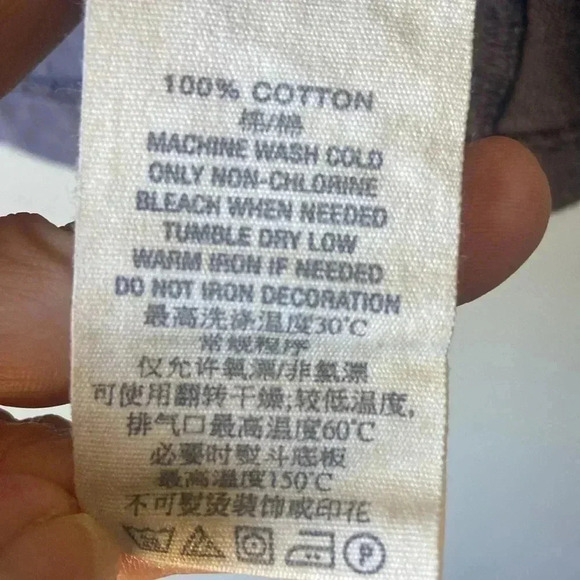 100% COTTON
棉/棉
MACHINE WASH COLD
ONLY NON-CHLORINE
BLEACH WHEN NEEDED
TUMBLE DRY LOW
WARM IRON IF NEEDED
DO NOT IRON DECORATION
最高洗涤温度30℃
常规程序
仅允许氧漂/非氯漂
可使用翻转干燥;较低温度,
排气口最高温度60℃
必要时熨斗底板
最高温度150℃
不可熨烫装饰或印花
P